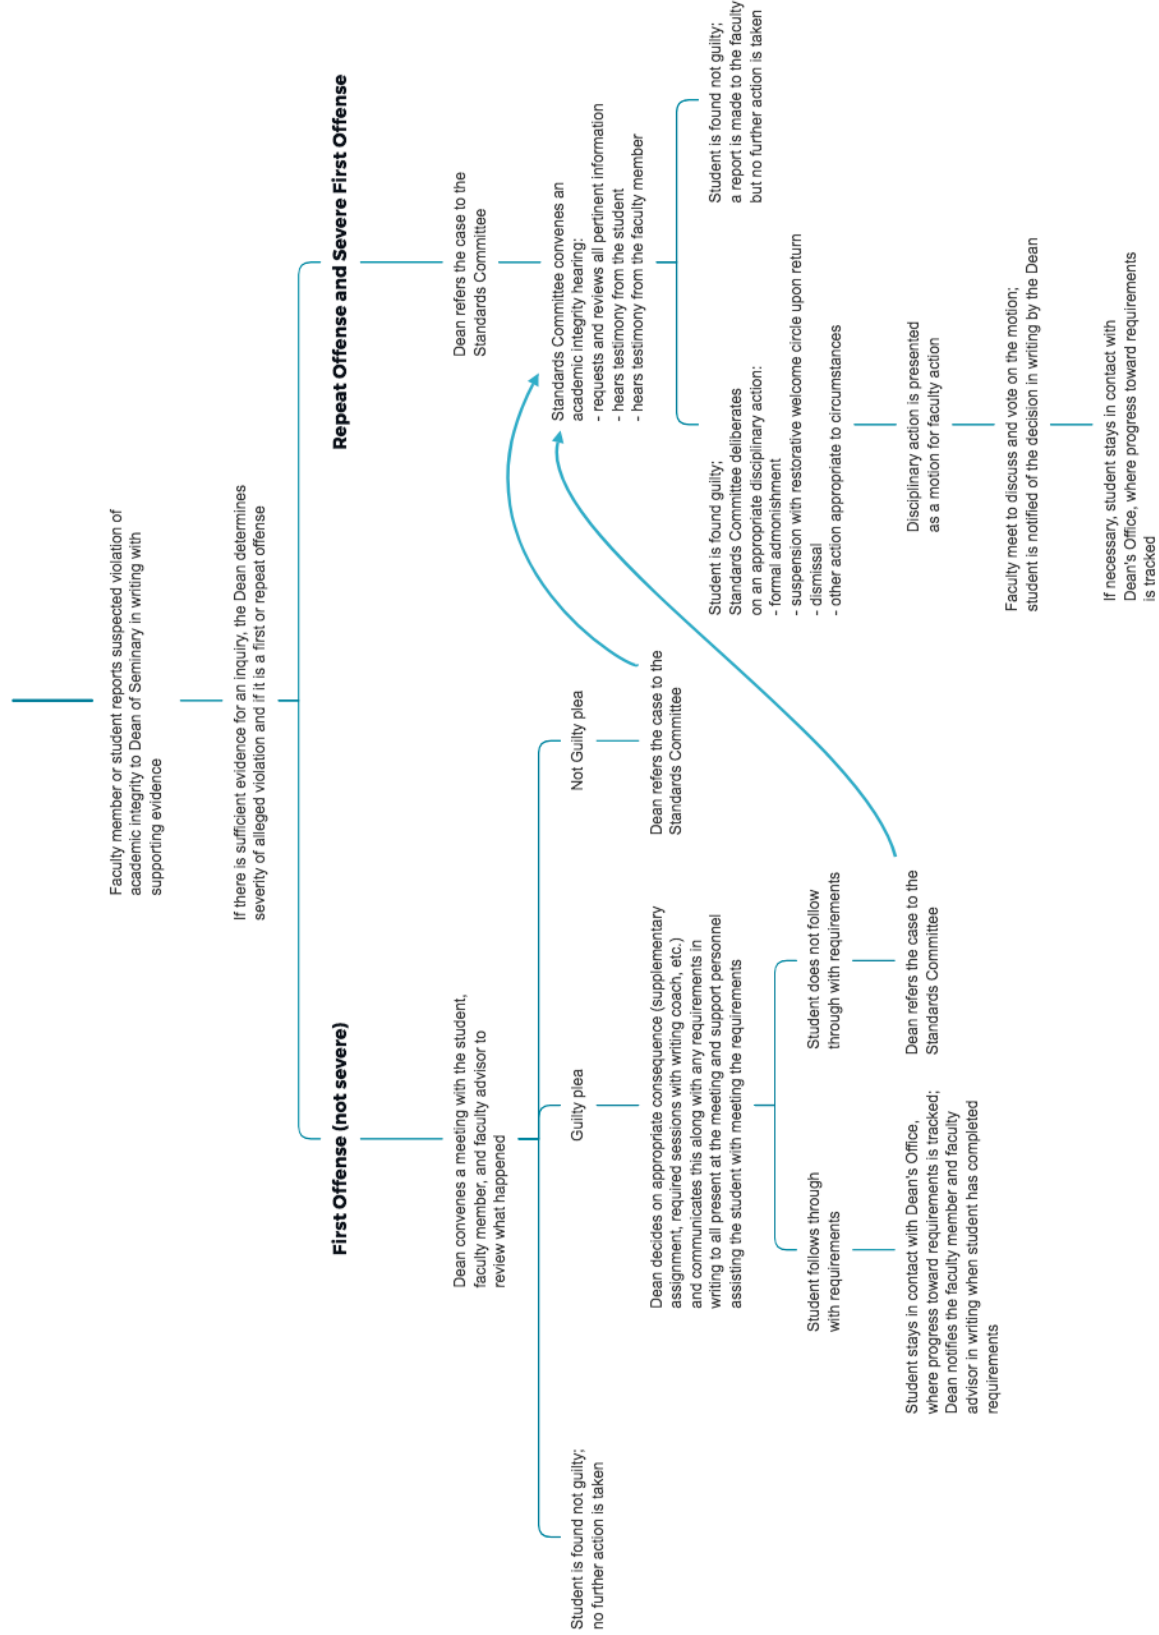 Faculty member or student reports suspected violation of
academic integrity to Dean of Seminary in writing with
supporting evidence
If there is sufficient evidence for an inquiry, the Dean determines
severity of alleged violation and if it is a first or repeat offense
First Offense (not severe)
Dean convenes a meeting with the student,
faculty member, and faculty advisor to
review what happened
Student is found not guilty;
no further action is taken
Guilty plea
Dean decides on appropriate consequence (supplementary
assignment, required sessions with writing coach, etc.)
and communicates this along with any requirements in
writing to all present at the meeting and support personnel
assisting the student with meeting the requirements
Student follows through
with requirements
Student stays in contact with Dean's Office,
where progress toward requirements is tracked;
Dean notifies the faculty member and faculty
advisor in writing when student has completed
requirements
Student does not follow
through with requirements
Dean refers the case to the
Standards Committee
Not Guilty plea
Dean refers the case to the
Standards Committee
Repeat Offense and Severe First Offense
Dean refers the case to the
Standards Committee
Standards Committee convenes an
academic integrity hearing:
- requests and reviews all pertinent information
- hears testimony from the student
- hears testimony from the faculty member
Student is found guilty;
Standards Committee deliberates
on an appropriate disciplinary action:
- formal admonishment
- suspension with restorative welcome circle upon return
- dismissal
- other action appropriate to circumstances
Disciplinary action is presented
as a motion for faculty action
Faculty meet to discuss and vote on the motion;
student is notified of the decision in writing by the Dean
If necessary, student stays in contact with
Dean's Office, where progress toward requirements
is tracked
Student is found not guilty;
a report is made to the faculty
but no further action is taken